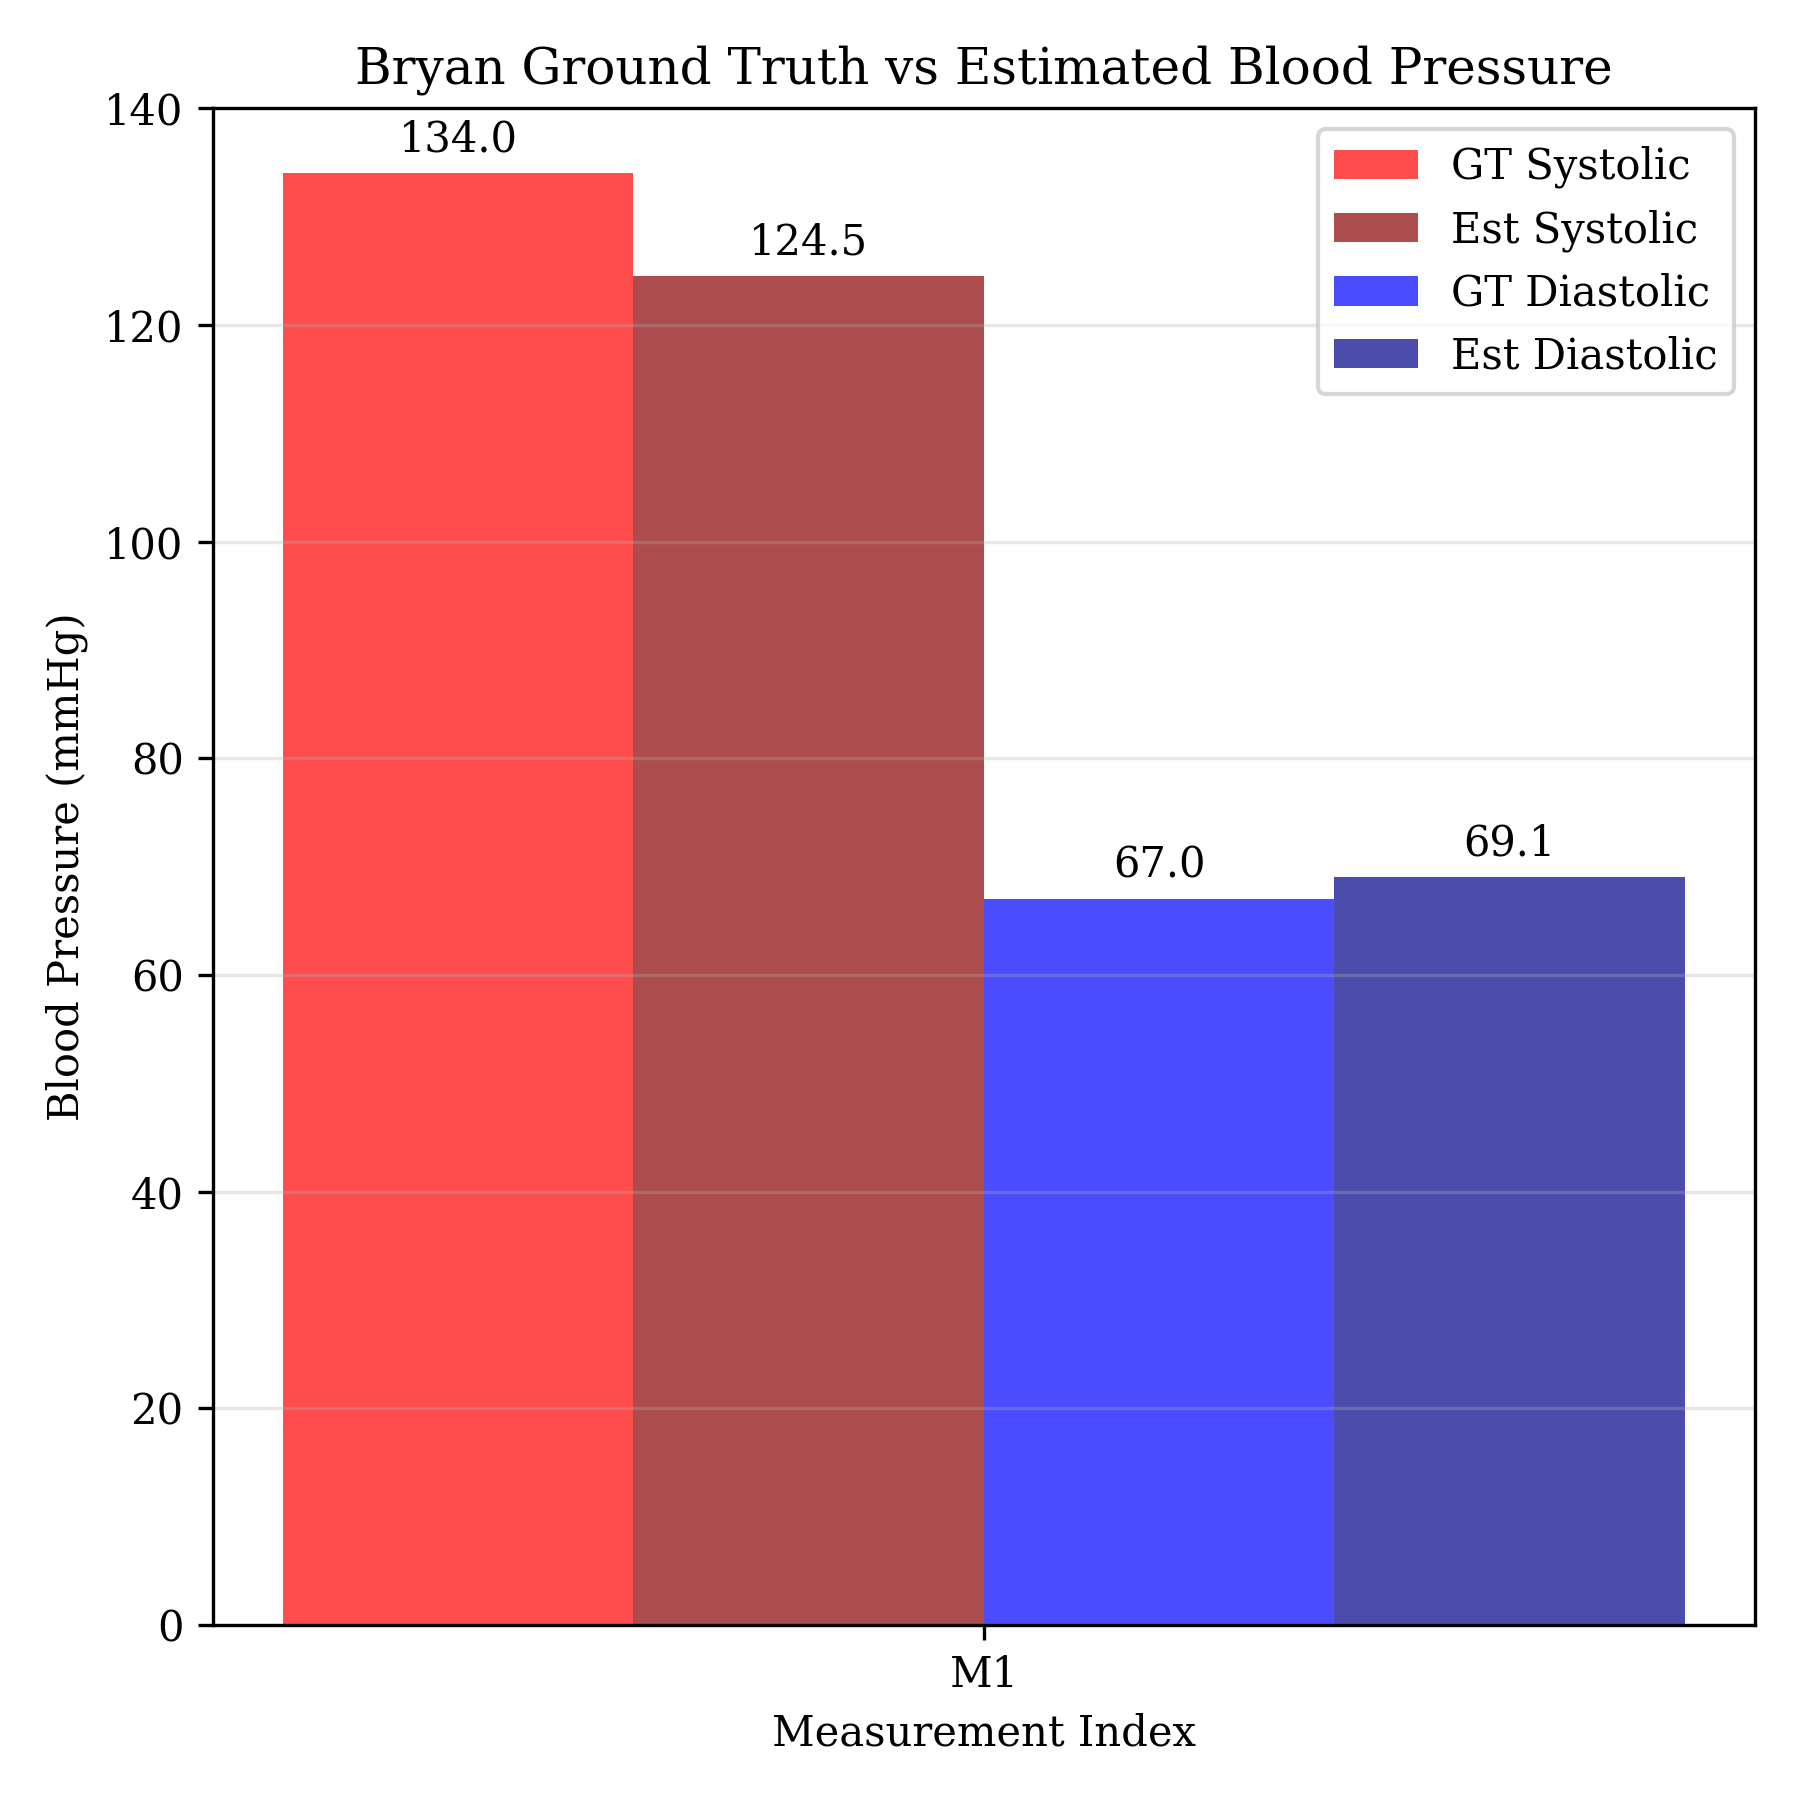 Bryan Ground Truth vs Estimated Blood Pressure
140
120
100
80
60
40
20
0
Blood Pressure (mmHg)
134.0
124.5
67.0
69.1
GT Systolic
Est Systolic
GT Diastolic
Est Diastolic
M1
Measurement Index